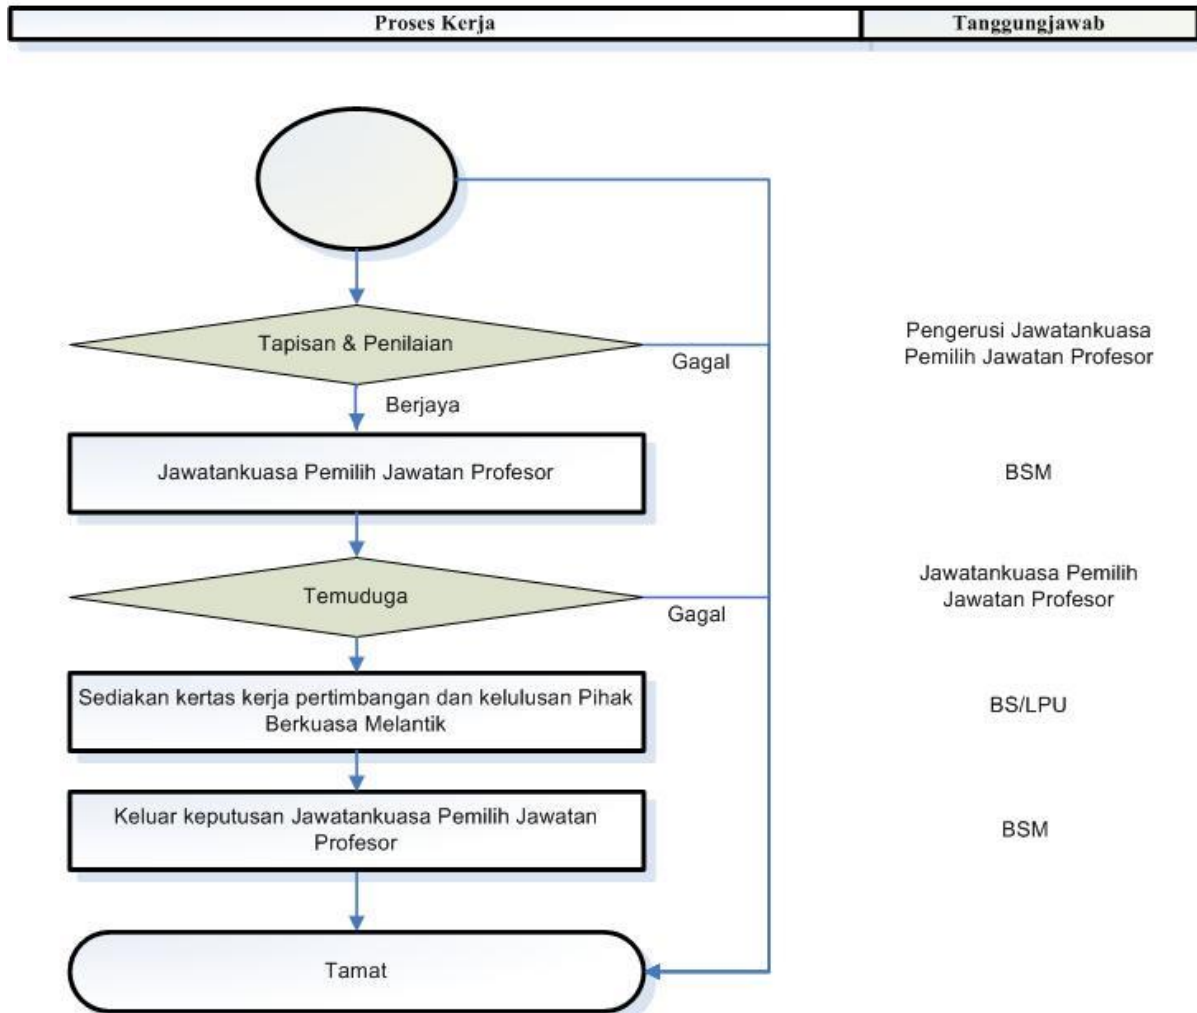 Proses Kerja
Tanggungjawab
Tapisan & Penilaian
Gagal
Pengerusi Jawatankuasa
Pemilih Jawatan Profesor
Berjaya
Jawatankuasa Pemilih Jawatan Profesor
BSM
Temuduga
Gagal
Jawatankuasa Pemilih
Jawatan Profesor
Sediakan kertas kerja pertimbangan dan kelulusan Pihak
Berkuasa Melantik
BS/LPU
Keluar keputusan Jawatankuasa Pemilih Jawatan
Profesor
BSM
Tamat